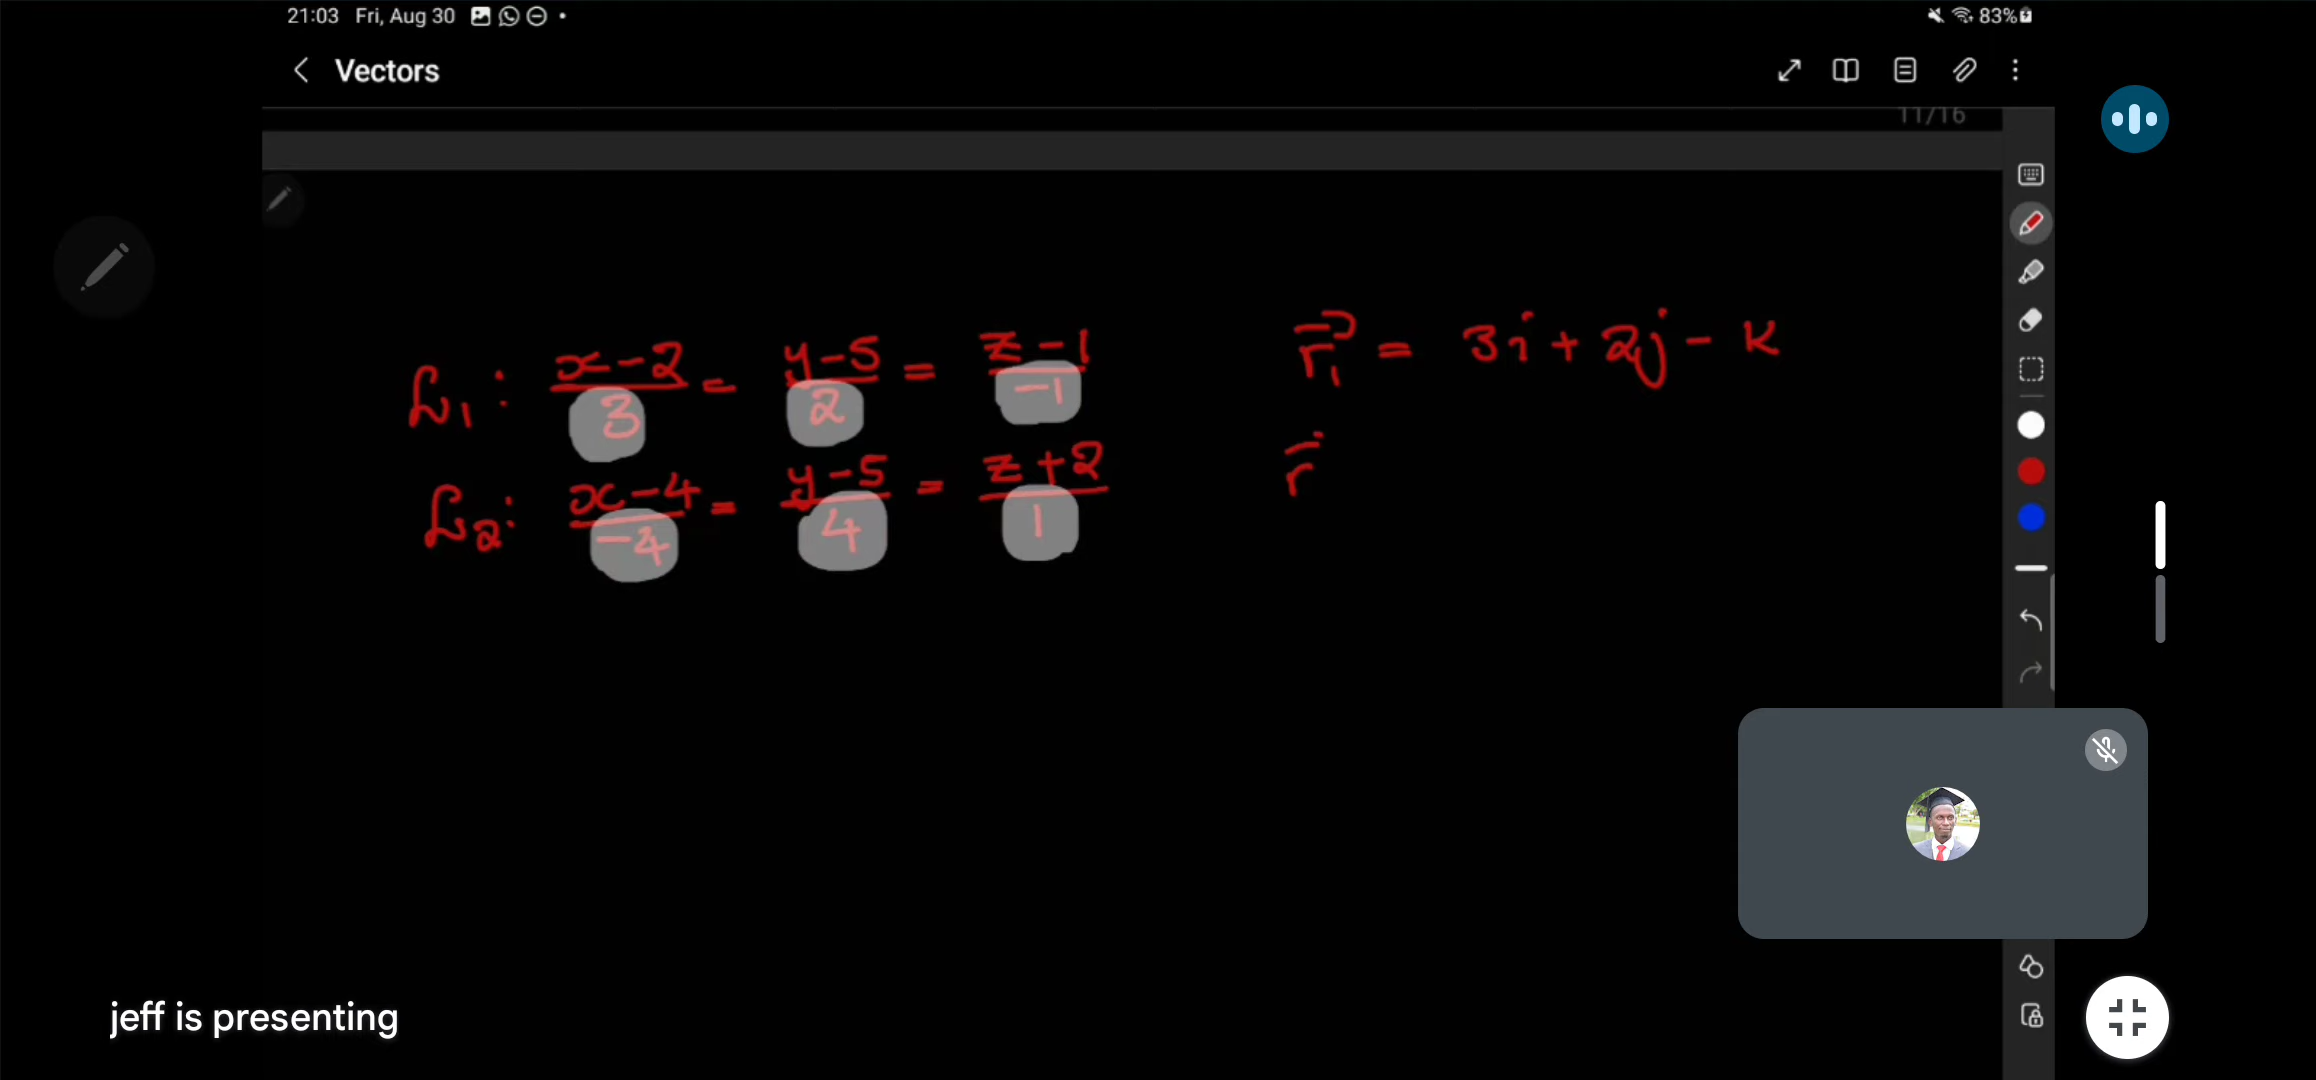 21:03 Fri, Aug 30
83%
Vectors
11/16
L₁: (x-2)/3 = (y-5)/2 = (z-1)/-1
r⃗₁ = 3i + 2j - k
L₂: (x-4)/-4 = (y-5)/4 = (z+2)/1
r⃗
jeff is presenting